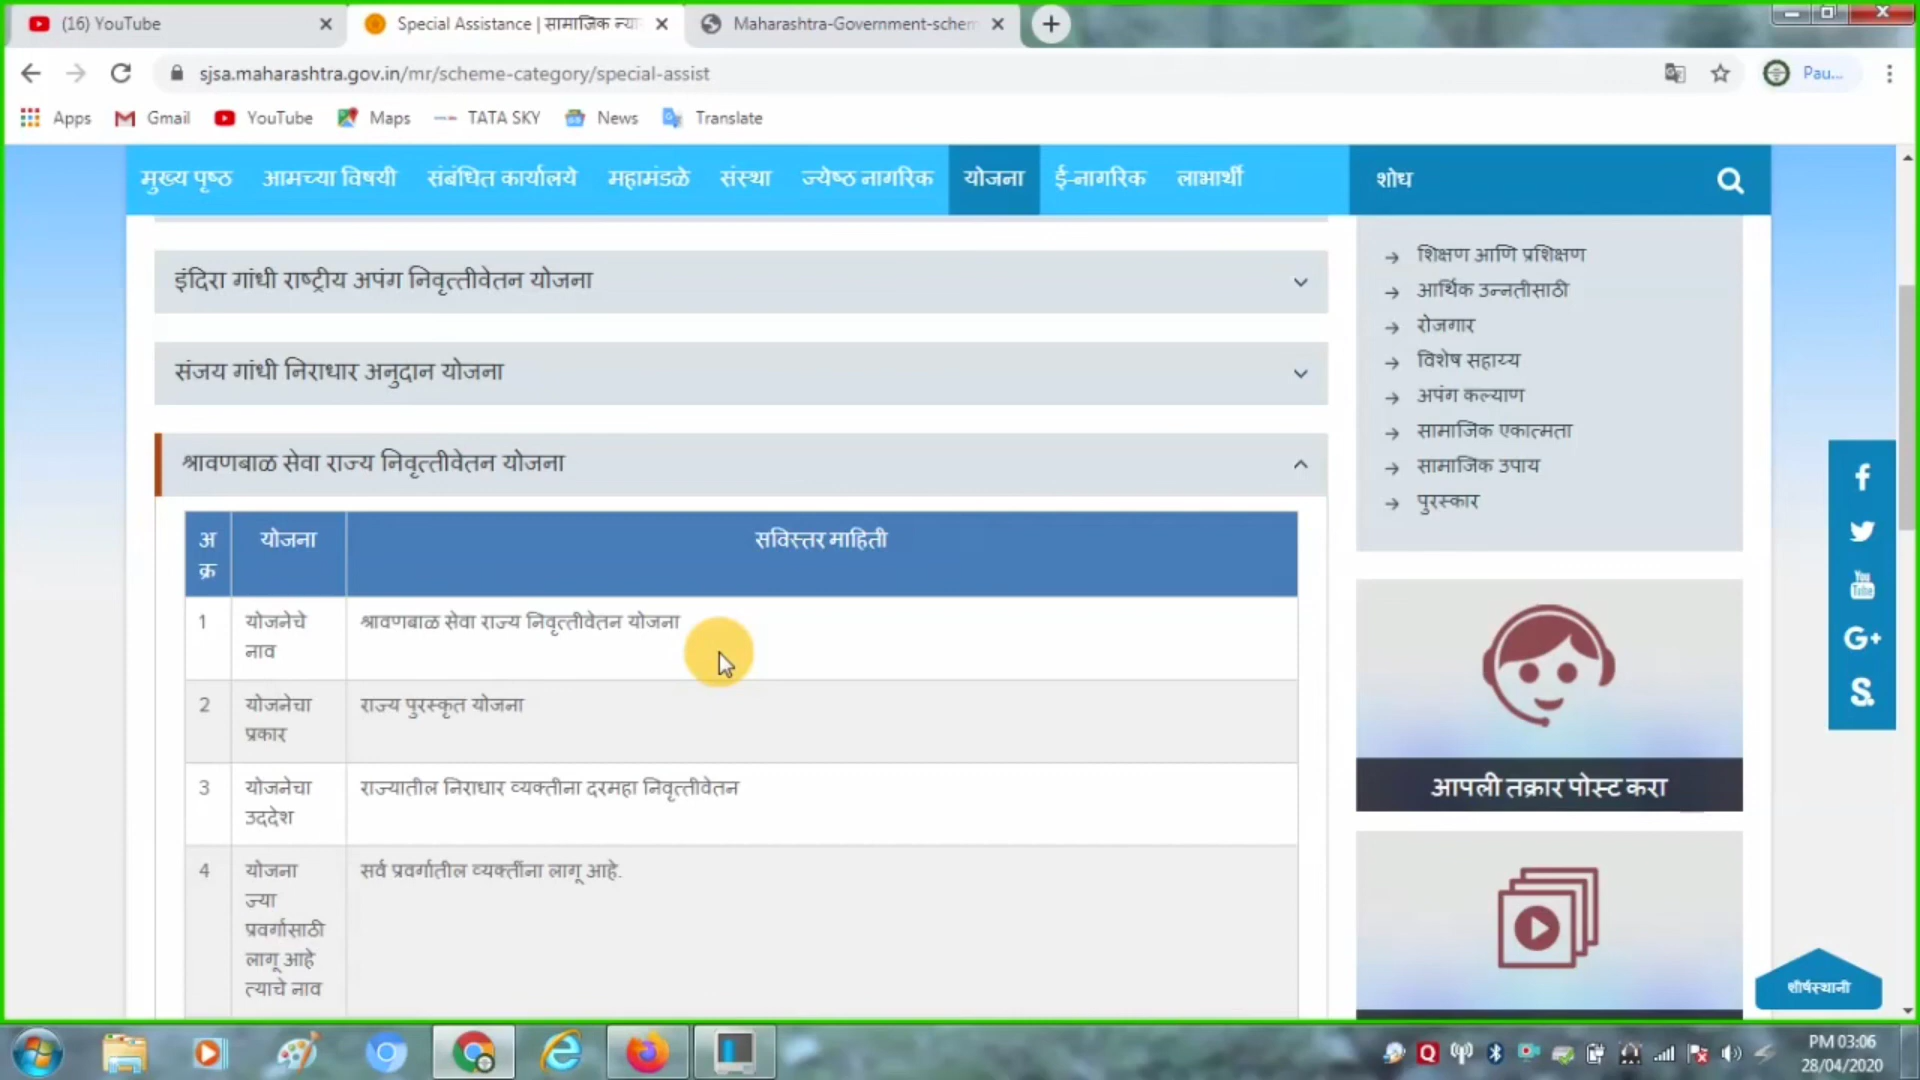 (16) YouTube
Special Assistance | सामाजिक न्या
Maharashtra-Government-schem
sjsa.maharashtra.gov.in/mr/scheme-category/special-assist
Pau...
Apps
Gmail
YouTube
Maps
TATA SKY
News
Translate
मुख्य पृष्ठ
आमच्या विषयी
संबंधित कार्यालये
महामंडळे
संस्था
ज्येष्ठ नागरिक
योजना
ई-नागरिक
लाभार्थी
शोध
इंदिरा गांधी राष्ट्रीय अपंग निवृत्तीवेतन योजना
संजय गांधी निराधार अनुदान योजना
श्रावणबाळ सेवा राज्य निवृत्तीवेतन योजना
अ
क्र
योजना
सविस्तर माहिती
1
योजनेचे
नाव
श्रावणबाळ सेवा राज्य निवृत्तीवेतन योजना
2
योजनेचा
प्रकार
राज्य पुरस्कृत योजना
3
योजनेचा
उददेश
राज्यातील निराधार व्यक्तीना दरमहा निवृत्तीवेतन
4
योजना
ज्या
प्रवर्गासाठी
लागू आहे
त्याचे नाव
सर्व प्रवर्गातील व्यक्तींना लागू आहे.
शिक्षण आणि प्रशिक्षण
आर्थिक उन्नतीसाठी
रोजगार
विशेष सहाय्य
अपंग कल्याण
सामाजिक एकात्मता
सामाजिक उपाय
पुरस्कार
आपली तक्रार पोस्ट करा
You
Tube
G+
शीर्षस्थानी
PM 03:06
28/04/2020